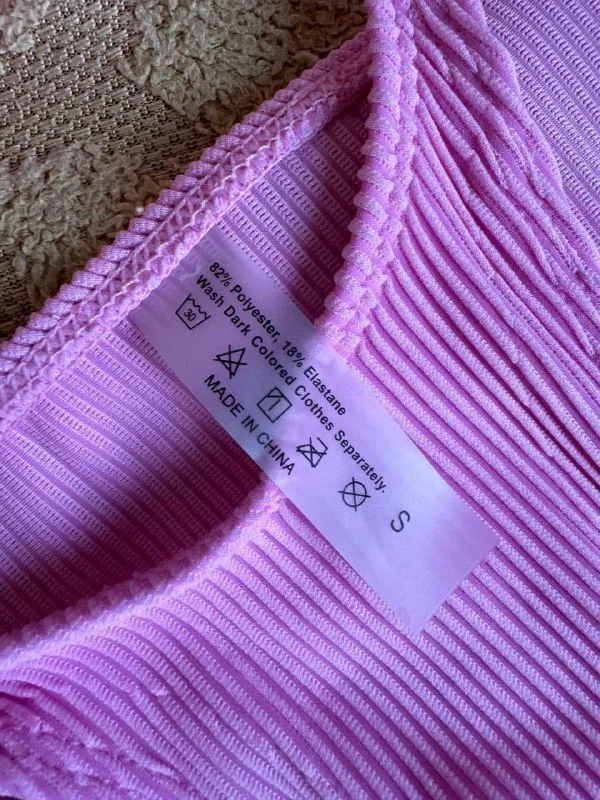 82% Polyester, 18% Elastane
Wash Dark Colored Clothes Separately.
30
MADE IN CHINA
S